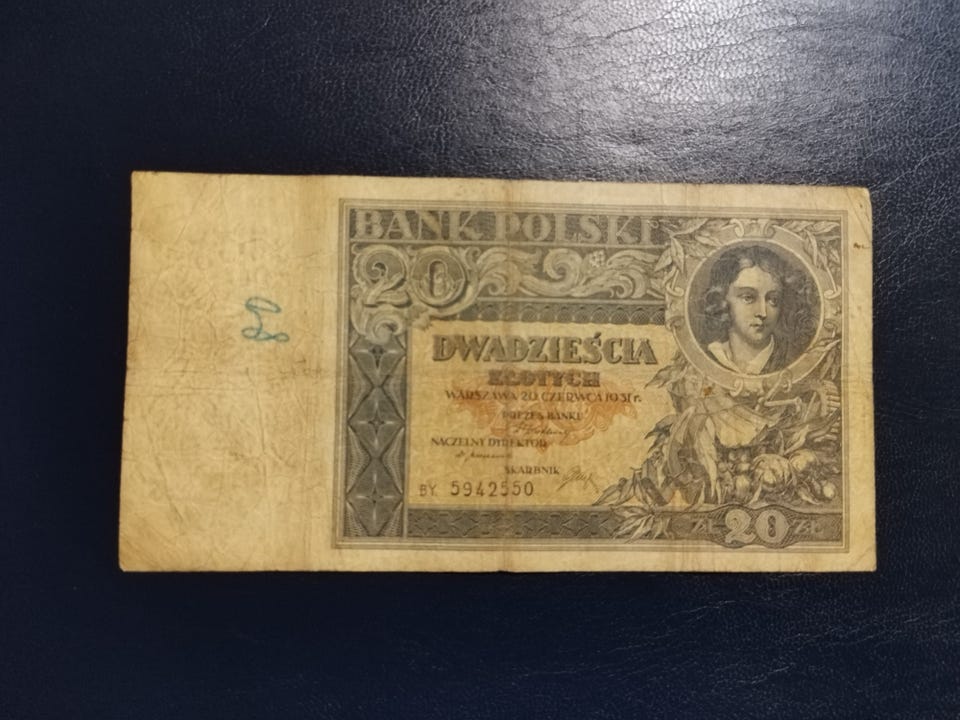 BANK POLSKI
20
DWADZIEŚCIA
ZŁOTYCH
WARSZAWA 20 CZERWCA 1931 r.
PREZES BANKU
NACZELNY DYREKTOR
SKARBNIK
BY 5942550
ZŁ 20 ZŁ